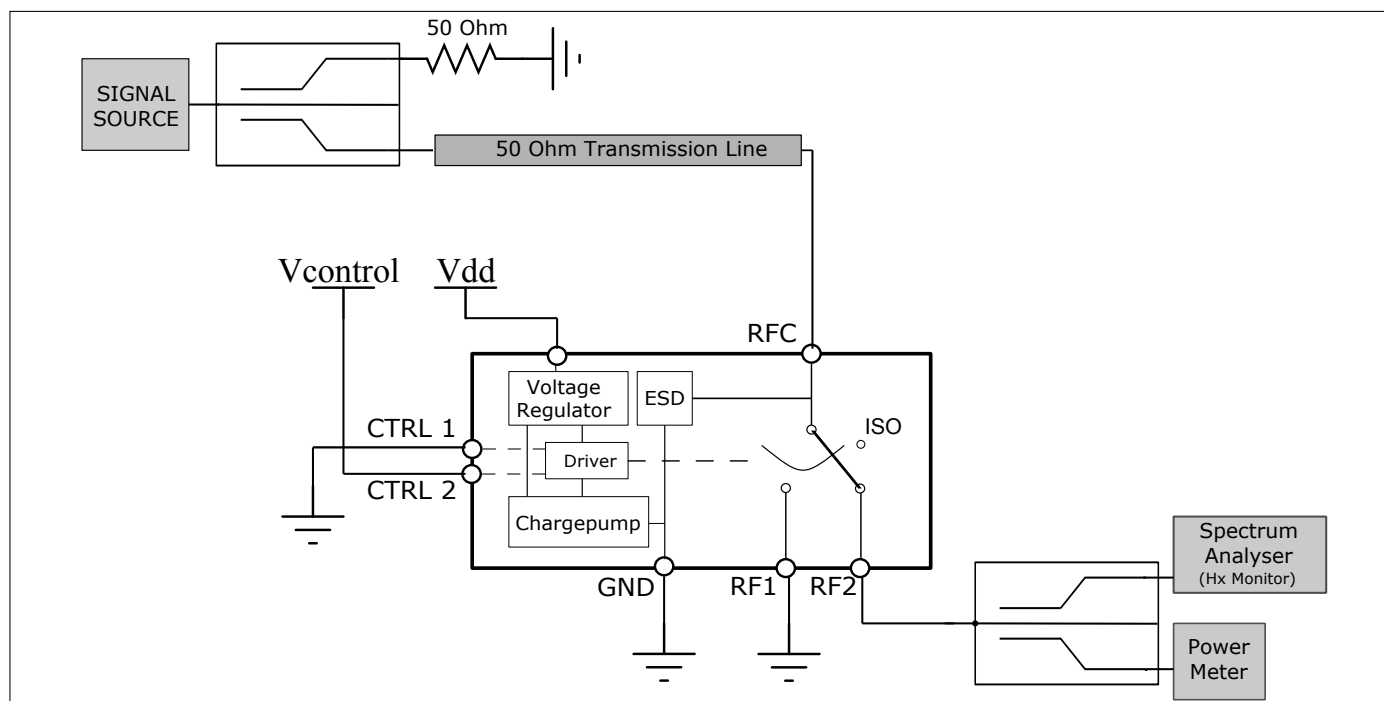 50 Ohm
SIGNAL
SOURCE
50 Ohm Transmission Line
Vcontrol
Vdd
RFC
Voltage
Regulator
ESD
ISO
CTRL 1
Driver
CTRL 2
Chargepump
GND
RF1
RF2
Spectrum
Analyser
(Hx Monitor)
Power
Meter